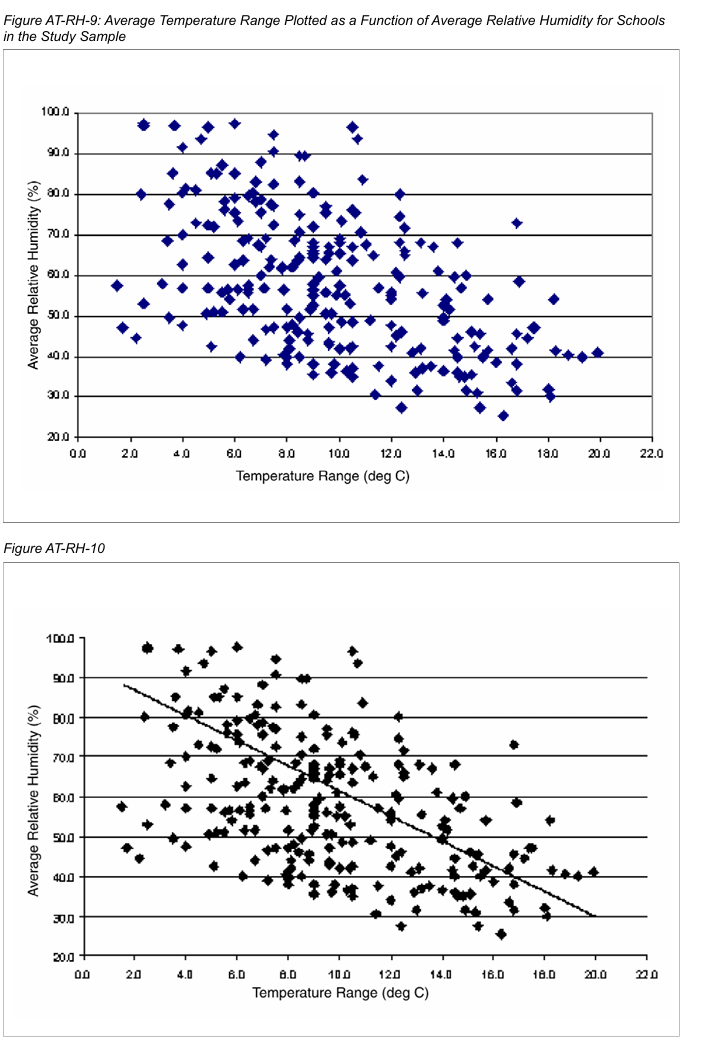 Figure AT-RH-9: Average Temperature Range Plotted as a Function of Average Relative Humidity for Schools
in the Study Sample
100.0
90.0
80.0
70.0
60.0
50.0
40.0
30.0
20.0
Average Relative Humidity (%)
0.0 2.0 4.0 6.0 8.0 10.0 12.0 14.0 16.0 18.0 20.0 22.0
Temperature Range (deg C)
Figure AT-RH-10
100.0
90.0
80.0
70.0
60.0
50.0
40.0
30.0
20.0
Average Relative Humidity (%)
0.0 2.0 4.0 6.0 8.0 10.0 12.0 14.0 16.0 18.0 20.0 22.0
Temperature Range (deg C)